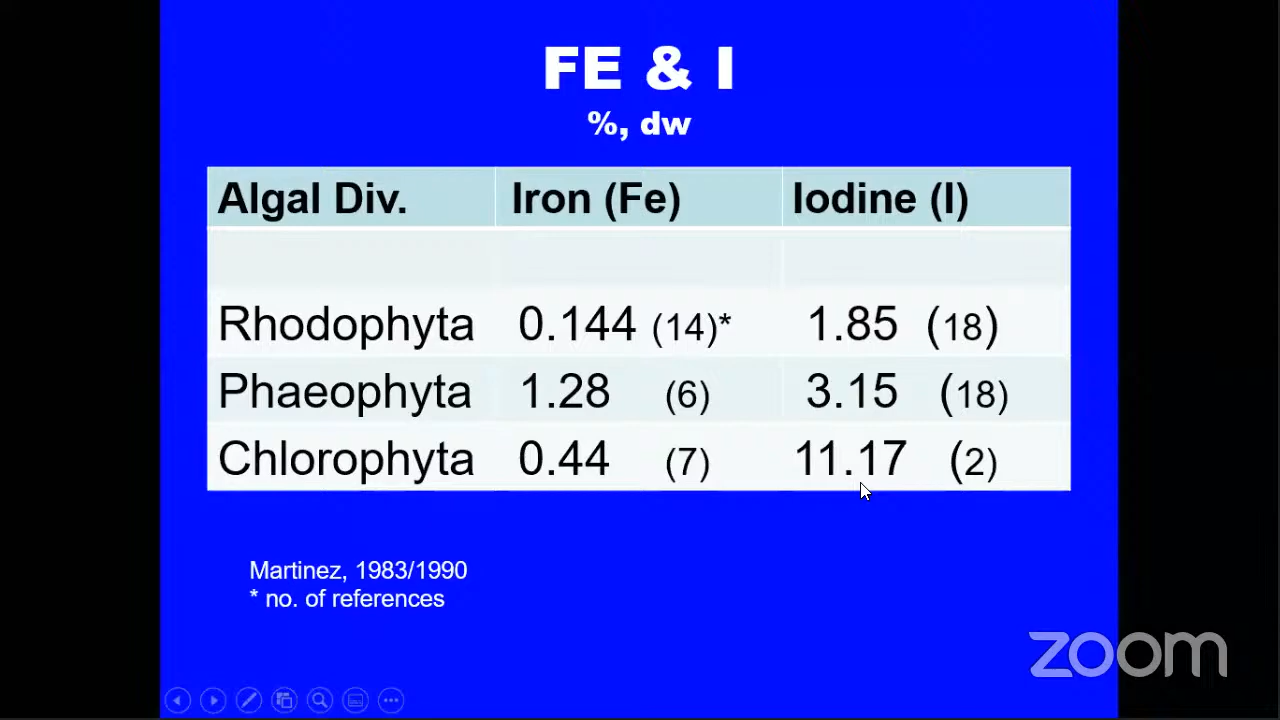 FE & I
%, dw
Algal Div. Iron (Fe) Iodine (I)
Rhodophyta 0.144 (14)* 1.85 (18)
Phaeophyta 1.28 (6) 3.15 (18)
Chlorophyta 0.44 (7) 11.17 (2)
Martinez, 1983/1990
* no. of references
zoom